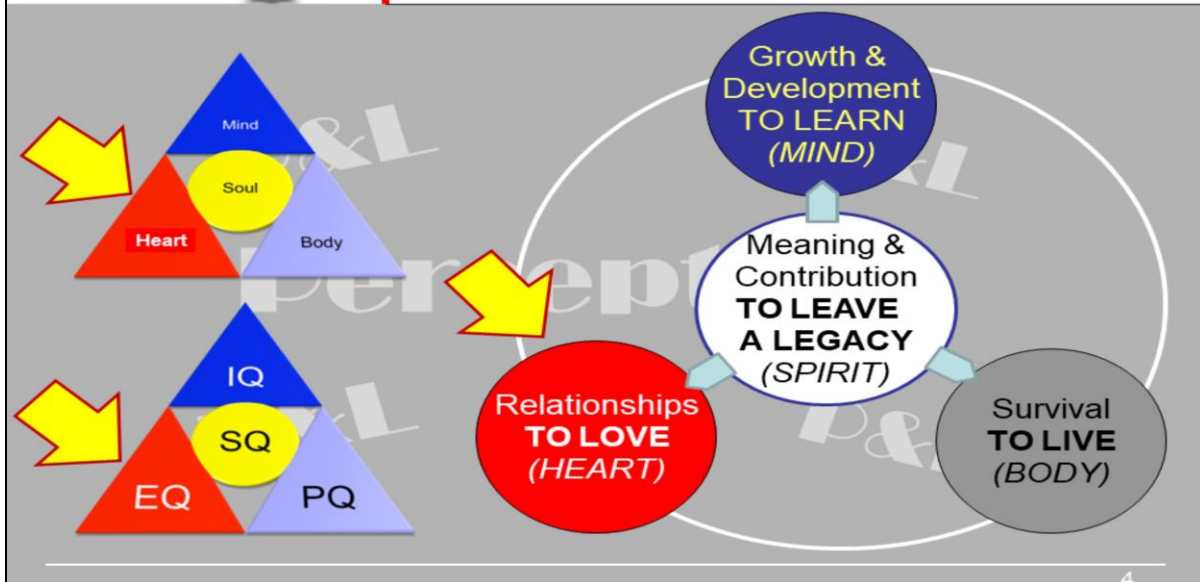 Mind
Soul
Heart
Body
IQ
SQ
EQ
PQ
Growth &
Development
TO LEARN
(MIND)
Meaning &
Contribution
TO LEAVE
A LEGACY
(SPIRIT)
Relationships
TO LOVE
(HEART)
Survival
TO LIVE
(BODY)
P&L